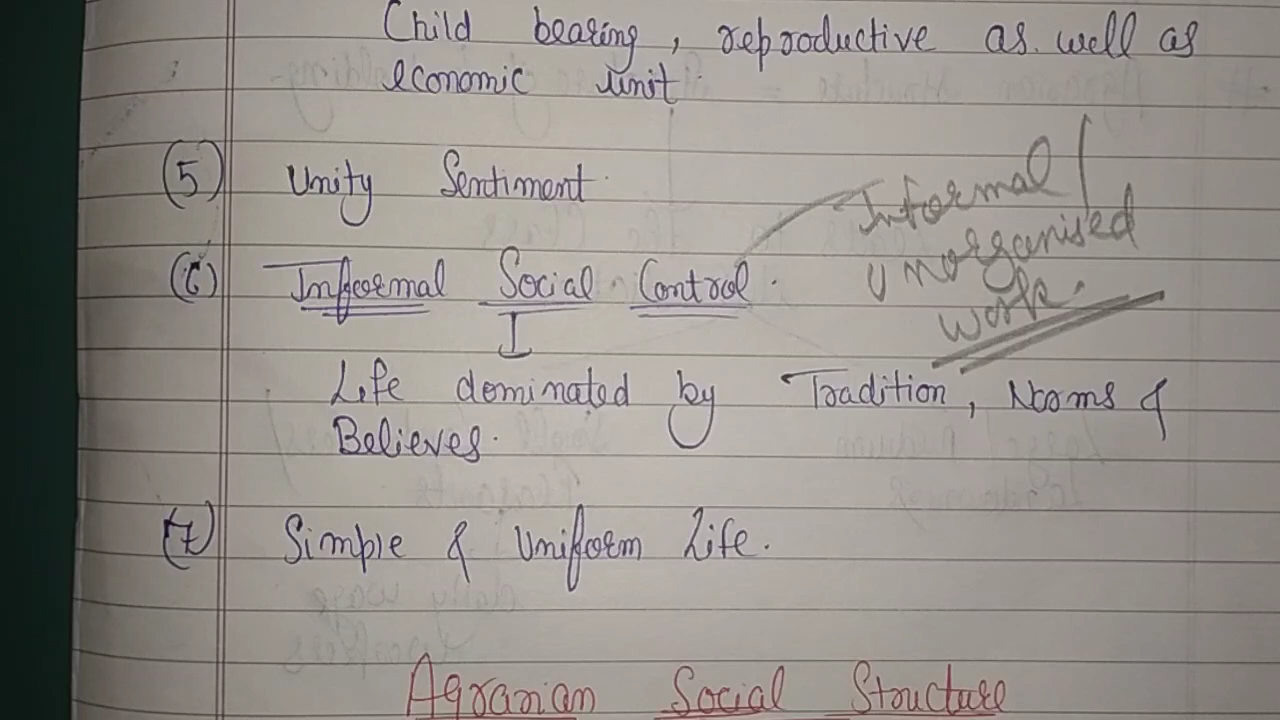 Child bearing, reproductive as well as
economic unit.
(5) Unity Sentiment.
(6) Informal Social Control.
Informal/
Unorganised
work.
Life dominated by Tradition, Norms &
Believes.
(7) Simple & Uniform Life.
Agrarian Social Structure